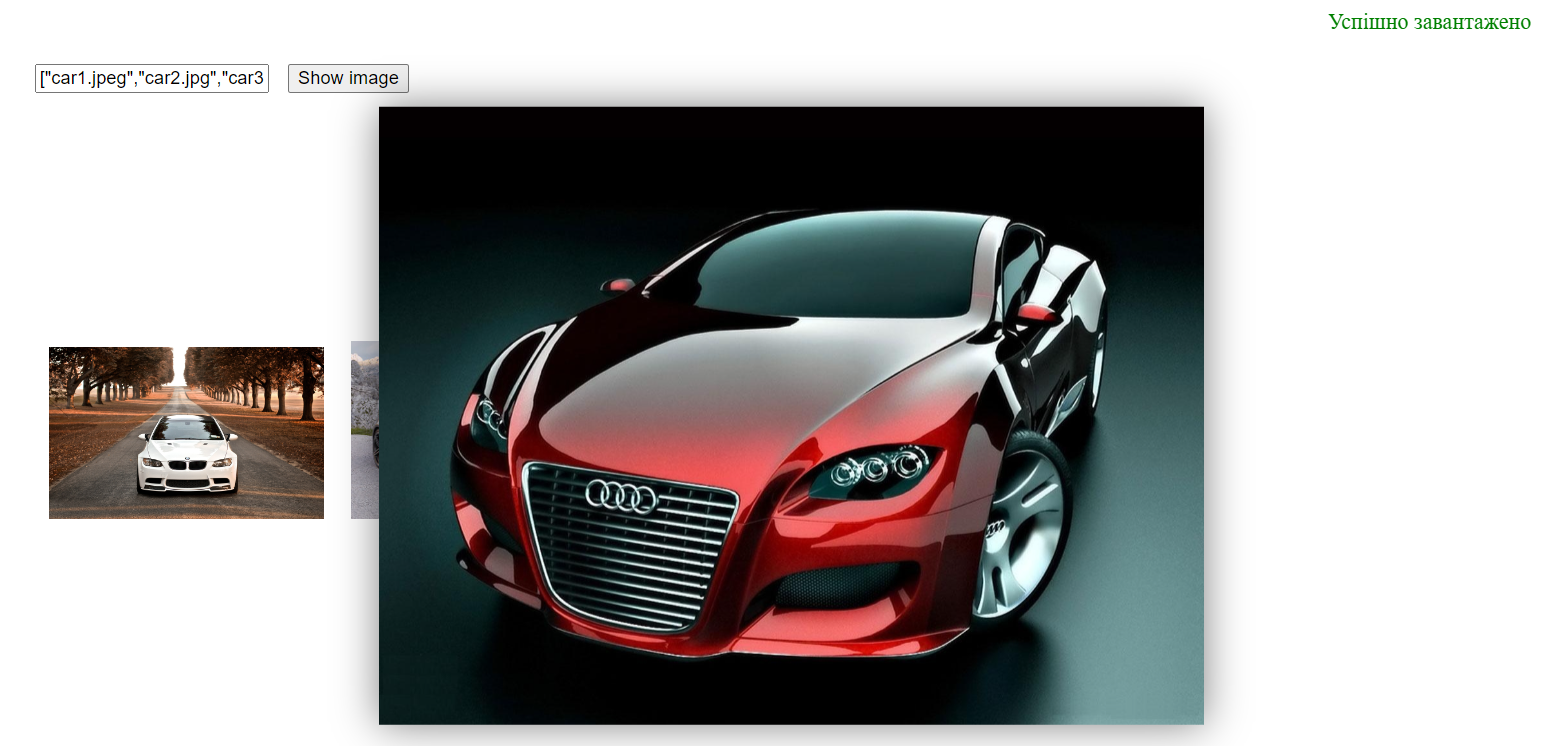 Успішно завантажено
["car1.jpeg","car2.jpg","car3
Show image